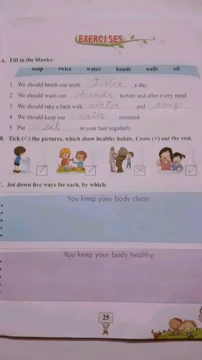 EXERCISES
A. Fill in the blanks:
soap twice water hands nails oil
1. We should brush our teeth twice a day
2. We should wash our hands before and after every meal
3. We should take a bath with water and soap
4. We should keep our nails trimmed
5. Put oil in your hair regularly
B. Tick (✓) the pictures, which show healthy habits. Cross (×) out the rest.
C. Jot down five ways for each, by which:
You keep your body clean
You keep your body healthy
25